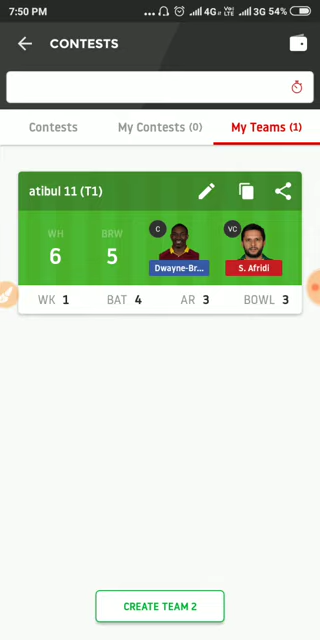 7:50 PM ... 4G VoLTE 3G 54%
CONTESTS
Contests My Contests (0) My Teams (1)
atibul 11 (T1)
WH BRW C VC
6 5
Dwayne-Br... S. Afridi
WK 1 BAT 4 AR 3 BOWL 3
CREATE TEAM 2